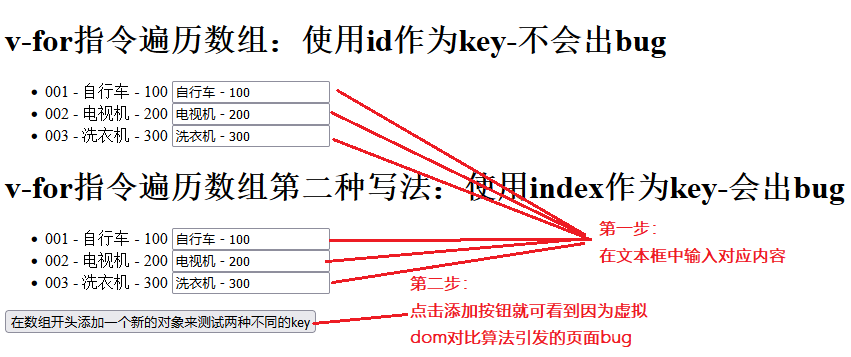 v-for指令遍历数组：使用id作为key-不会出bug
001 - 自行车 - 100 自行车 - 100
002 - 电视机 - 200 电视机 - 200
003 - 洗衣机 - 300 洗衣机 - 300
v-for指令遍历数组第二种写法：使用index作为key-会出bug
001 - 自行车 - 100 自行车 - 100
002 - 电视机 - 200 电视机 - 200
003 - 洗衣机 - 300 洗衣机 - 300
第一步：
在文本框中输入对应内容
在数组开头添加一个新的对象来测试两种不同的key
第二步：
点击添加按钮就可看到因为虚拟
dom对比算法引发的页面bug